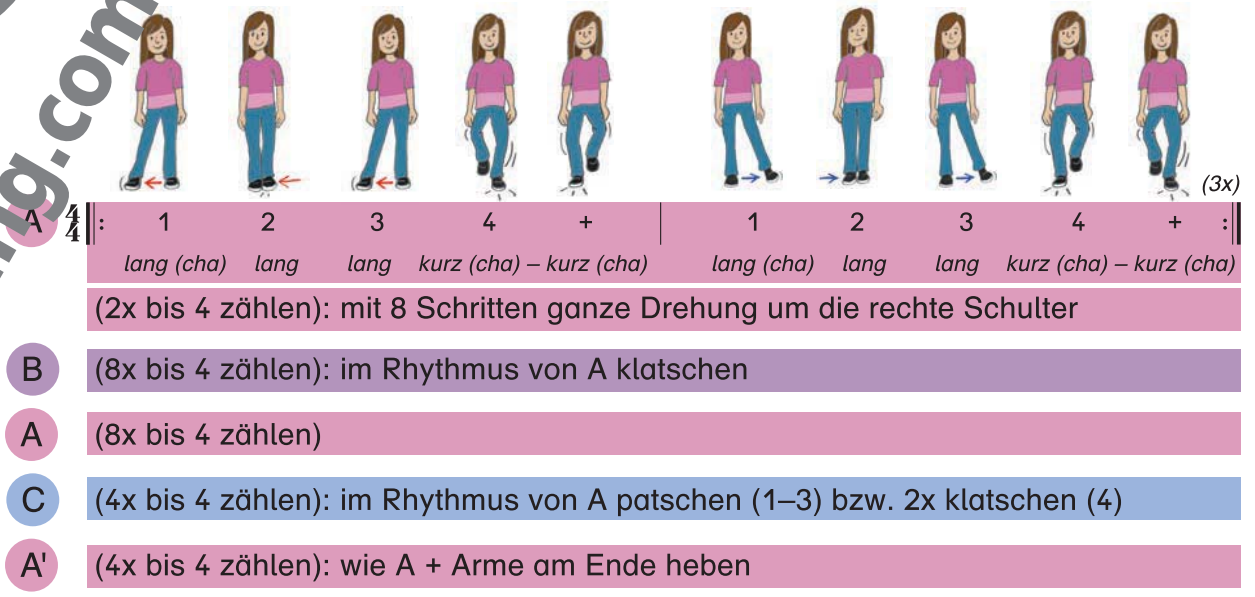 ng.com
(3x)
A 4/4 1 2 3 4 + 1 2 3 4 +
lang (cha) lang lang kurz (cha) – kurz (cha) lang (cha) lang lang kurz (cha) – kurz (cha)
(2x bis 4 zählen): mit 8 Schritten ganze Drehung um die rechte Schulter
B (8x bis 4 zählen): im Rhythmus von A klatschen
A (8x bis 4 zählen)
C (4x bis 4 zählen): im Rhythmus von A patschen (1–3) bzw. 2x klatschen (4)
A' (4x bis 4 zählen): wie A + Arme am Ende heben